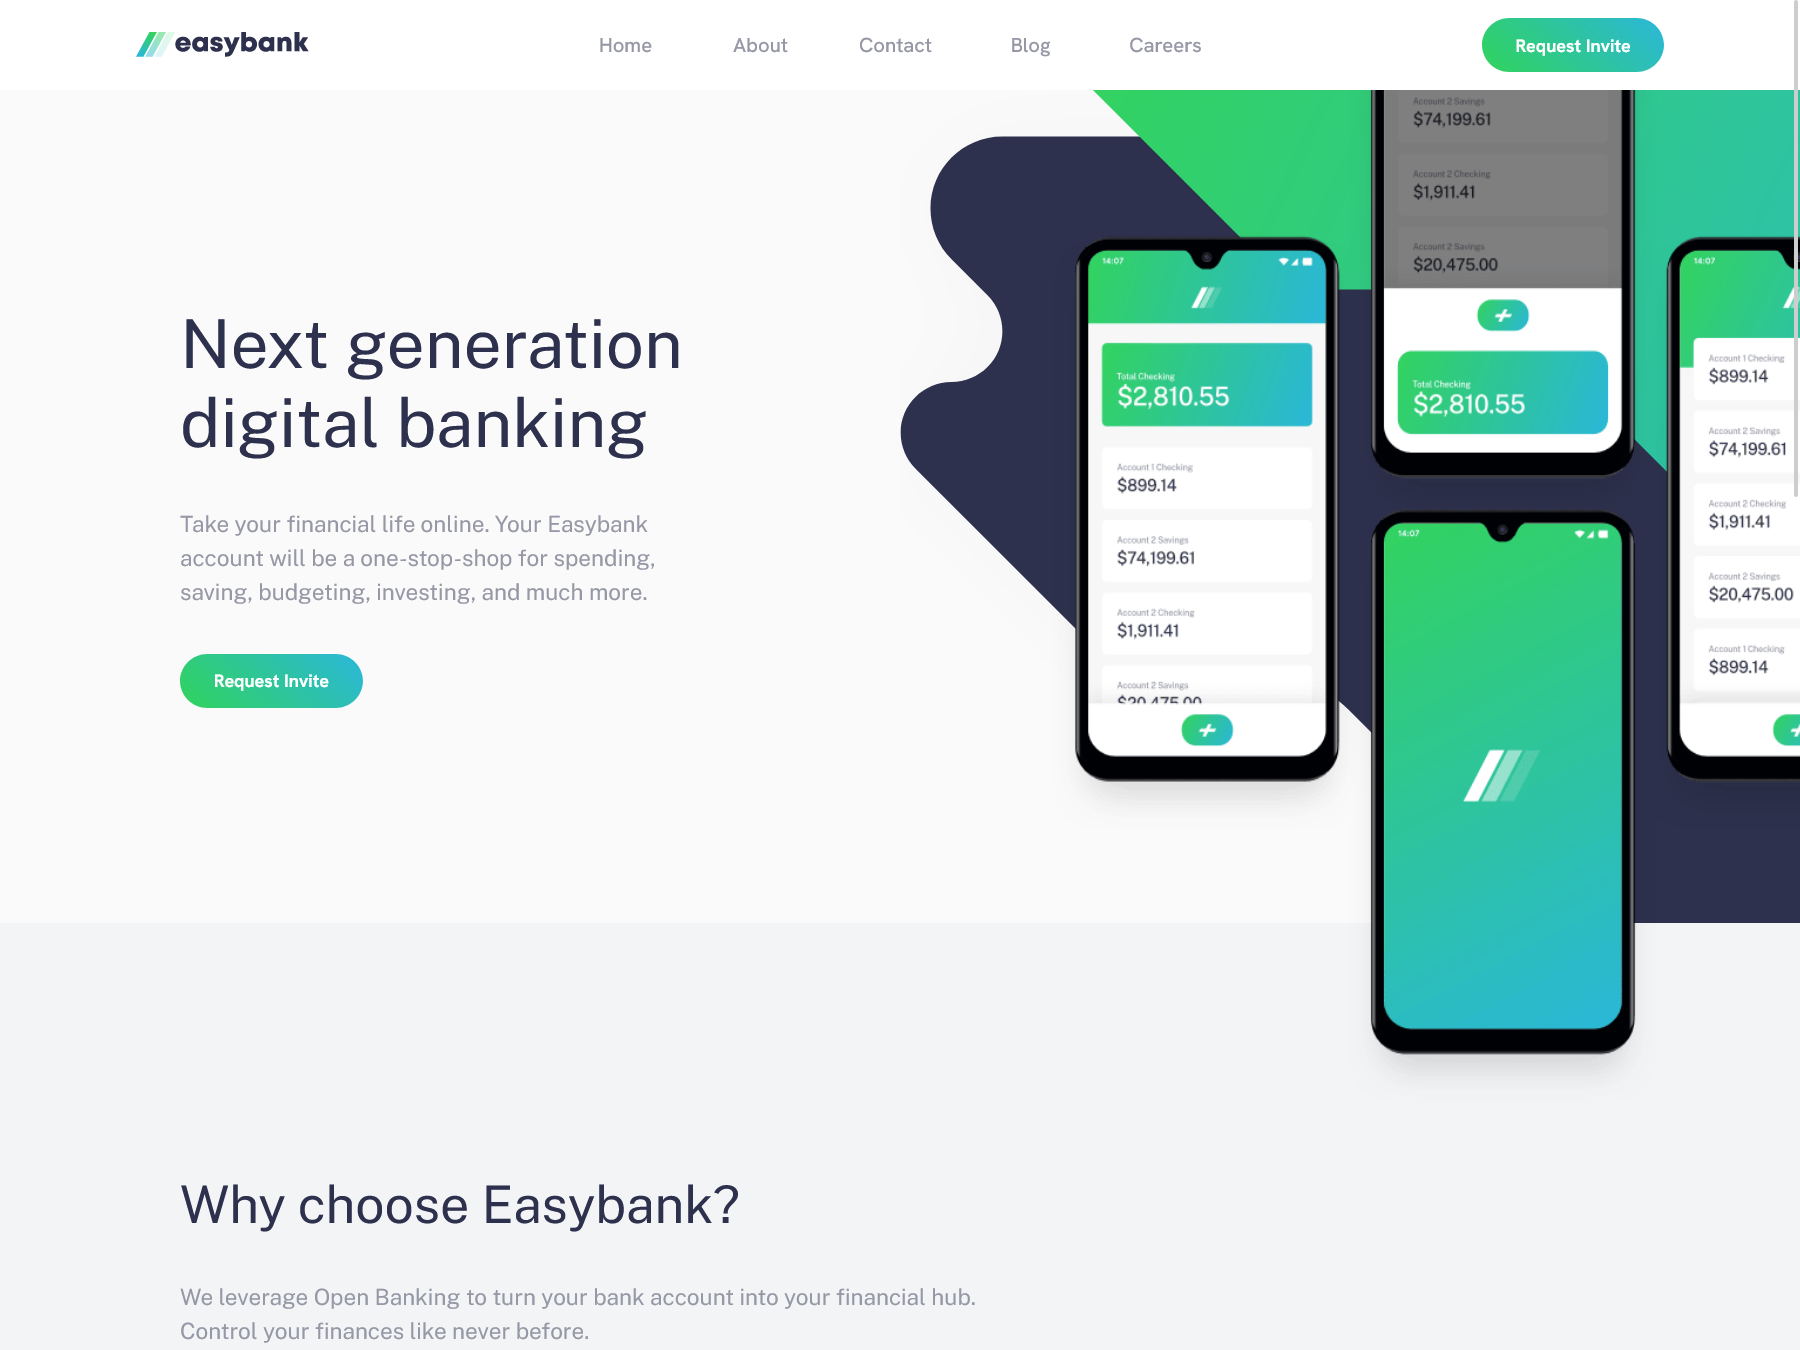 easybank
Home
About
Contact
Blog
Careers
Request Invite
Next generation
digital banking
Take your financial life online. Your Easybank
account will be a one-stop-shop for spending,
saving, budgeting, investing, and much more.
Request Invite
14:07
Total Checking
$2,810.55
Account 1 Checking
$899.14
Account 2 Savings
$74,199.61
Account 2 Checking
$1,911.41
Account 2 Savings
$20,475.00
Account 2 Savings
$74,199.61
Account 2 Checking
$1,911.41
Account 2 Savings
$20,475.00
Total Checking
$2,810.55
14:07
14:07
Account 1 Checking
$899.14
Account 2 Savings
$74,199.61
Account 2 Checking
$1,911.41
Account 2 Savings
$20,475.00
Account 1 Checking
$899.14
Why choose Easybank?
We leverage Open Banking to turn your bank account into your financial hub.
Control your finances like never before.